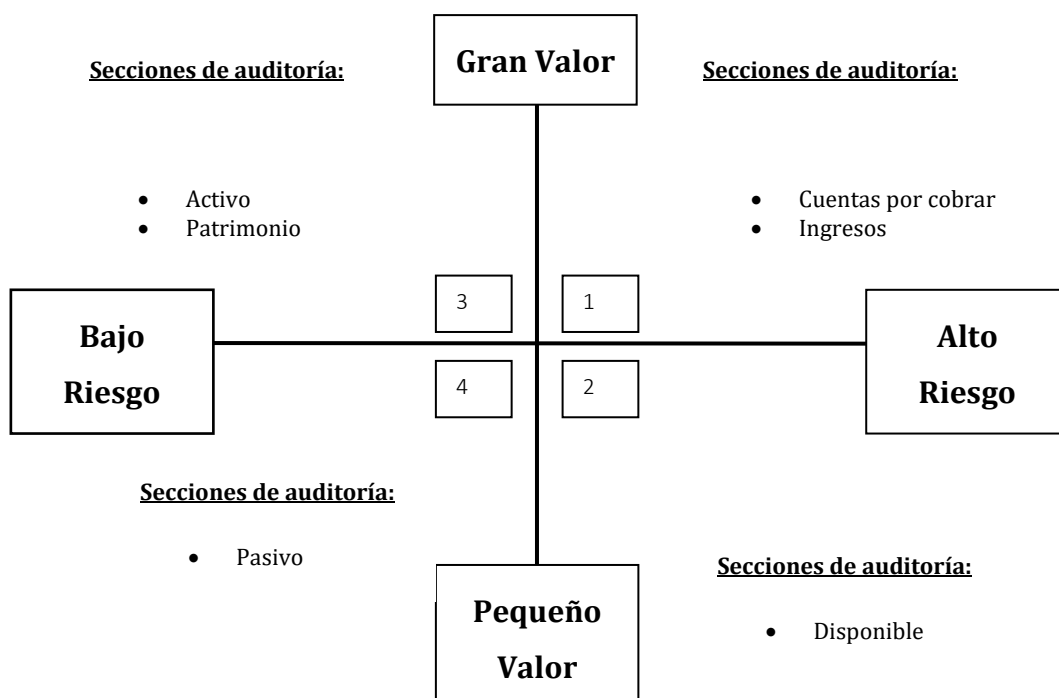 Gran Valor
Secciones de auditoría:
Secciones de auditoría:
• Activo
• Patrimonio
• Cuentas por cobrar
• Ingresos
3
1
Bajo
Riesgo
Alto
Riesgo
4
2
Secciones de auditoría:
• Pasivo
Secciones de auditoría:
• Disponible
Pequeño
Valor